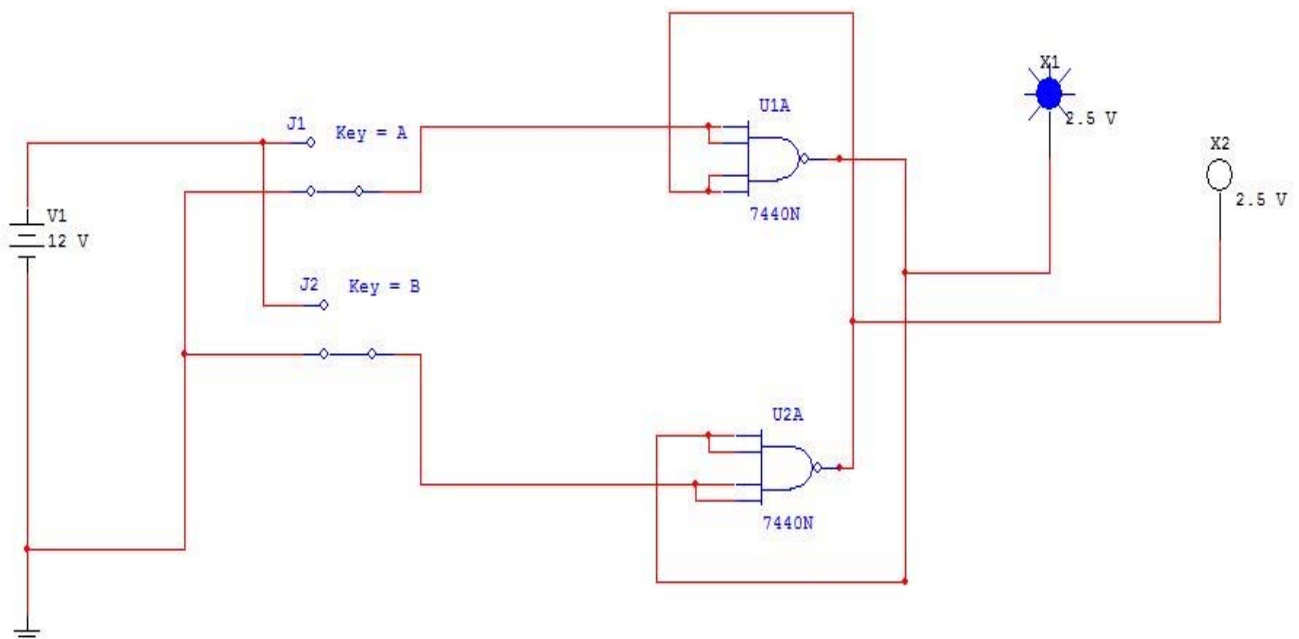 X1
2.5 V
U1A
J1
Key = A
X2
2.5 V
7440N
V1
12 V
J2
Key = B
U2A
7440N